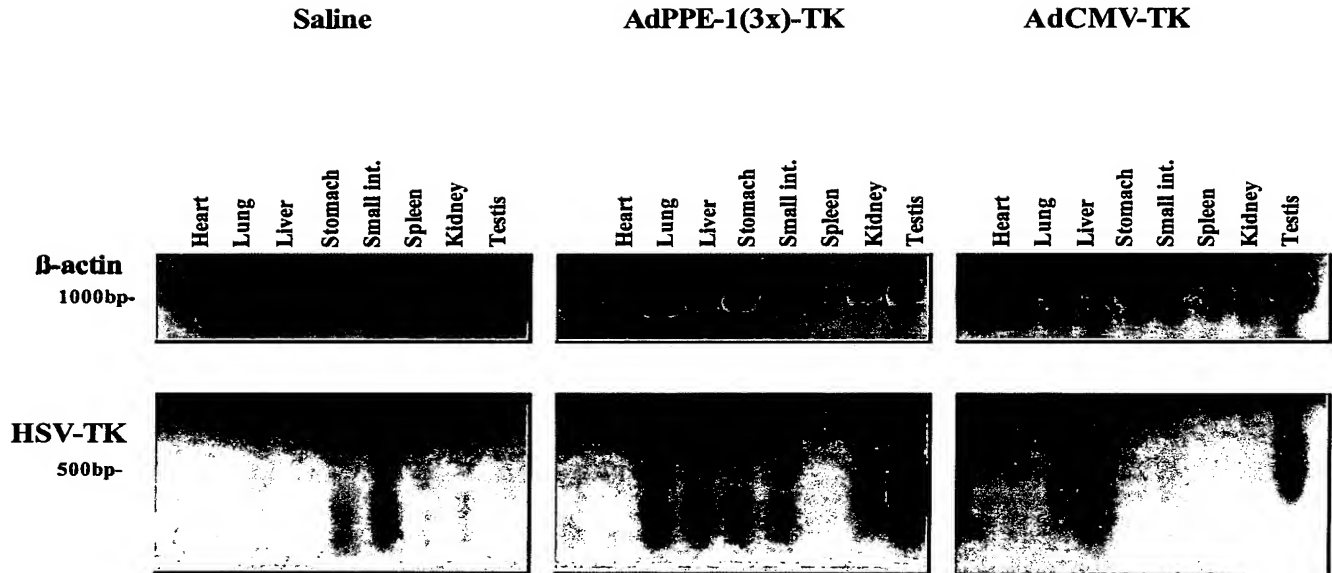 Saline AdPPE-1(3x)-TK AdCMV-TK
Heart Lung Liver Stomach Small int. Spleen Kidney Testis Heart Lung Liver Stomach Small int. Spleen Kidney Testis Heart Lung Liver Stomach Small int. Spleen Kidney Testis
β-actin
1000bp-
HSV-TK
500bp-